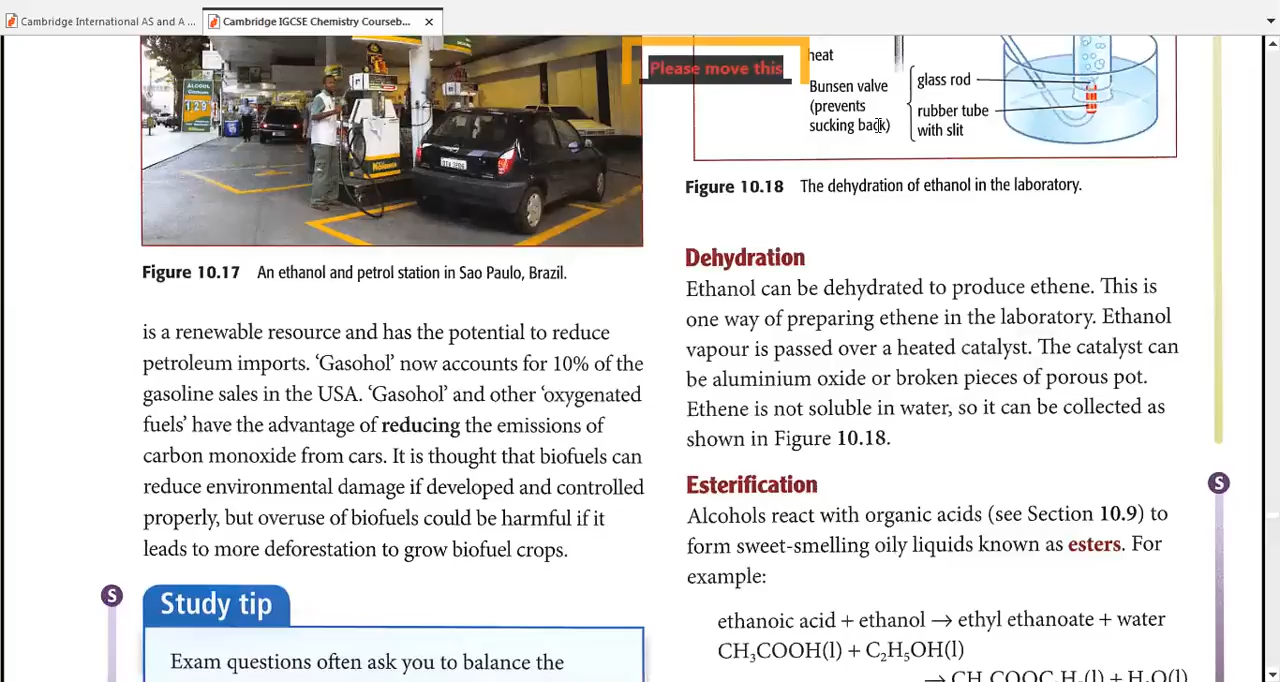 Cambridge International AS and A ...
Cambridge IGCSE Chemistry Courseb...
Please move this
ALCOOL
129
heat
Bunsen valve
(prevents
sucking back)
glass rod
rubber tube
with slit
Figure 10.17 An ethanol and petrol station in Sao Paulo, Brazil.
is a renewable resource and has the potential to reduce
petroleum imports. ‘Gasohol’ now accounts for 10% of the
gasoline sales in the USA. ‘Gasohol’ and other ‘oxygenated
fuels’ have the advantage of reducing the emissions of
carbon monoxide from cars. It is thought that biofuels can
reduce environmental damage if developed and controlled
properly, but overuse of biofuels could be harmful if it
leads to more deforestation to grow biofuel crops.
S
Study tip
Exam questions often ask you to balance the
Figure 10.18 The dehydration of ethanol in the laboratory.
Dehydration
Ethanol can be dehydrated to produce ethene. This is
one way of preparing ethene in the laboratory. Ethanol
vapour is passed over a heated catalyst. The catalyst can
be aluminium oxide or broken pieces of porous pot.
Ethene is not soluble in water, so it can be collected as
shown in Figure 10.18.
S
Esterification
Alcohols react with organic acids (see Section 10.9) to
form sweet-smelling oily liquids known as esters. For
example:
ethanoic acid + ethanol → ethyl ethanoate + water
CH₃COOH(l) + C₂H₅OH(l)
→ CH₃COOC₂H₅(l) + H₂O(l)